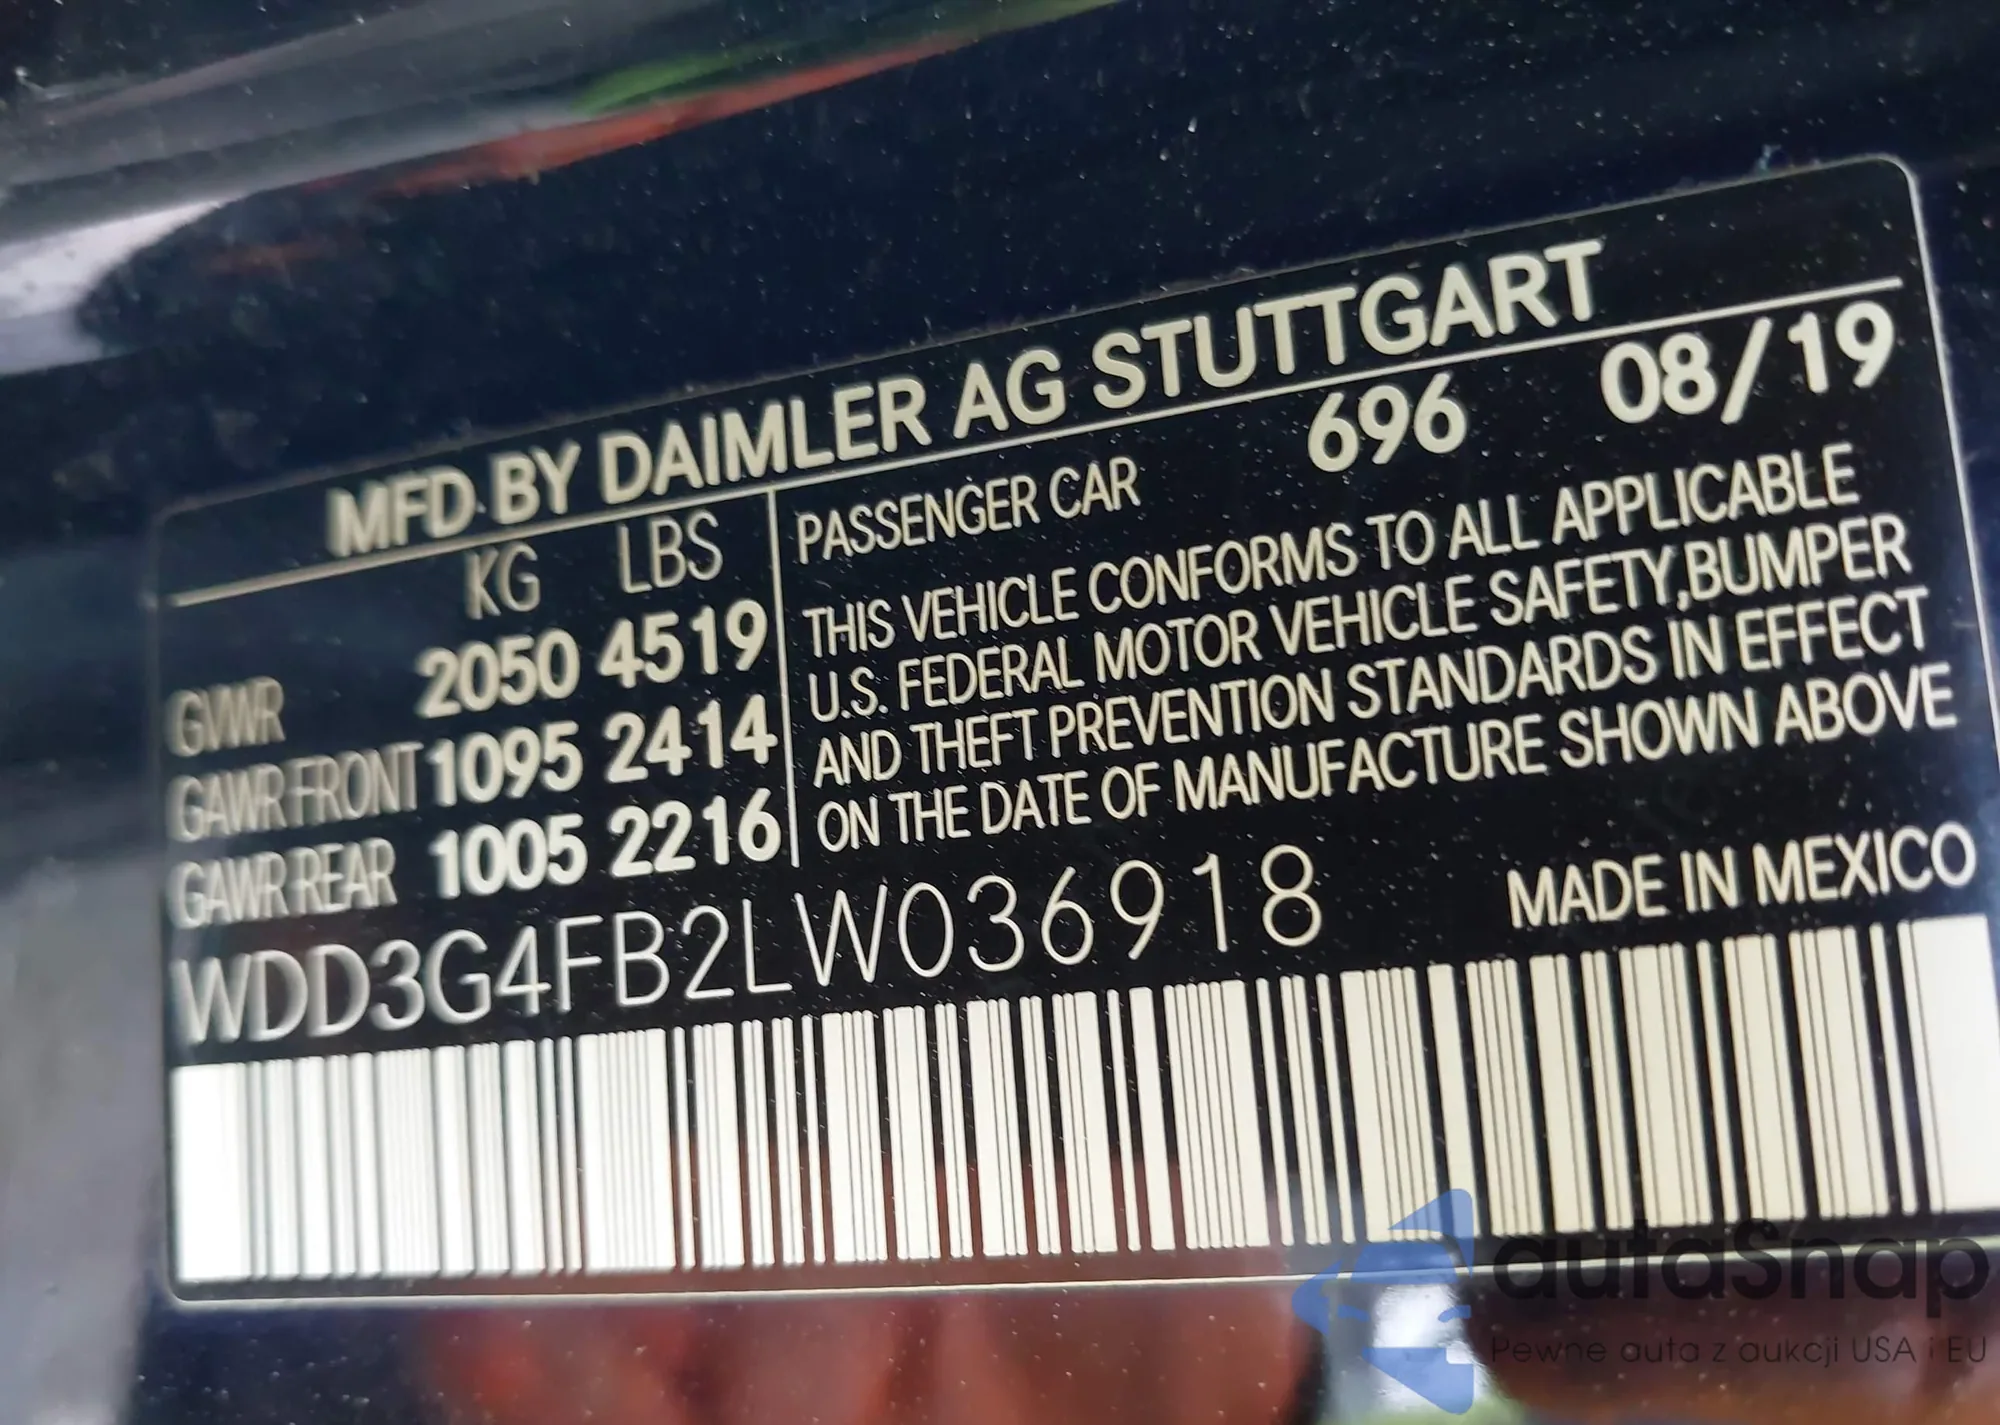 MFD BY DAIMLER AG STUTTGART
KG LBS
GVWR 2050 4519
GAWR FRONT 1095 2414
GAWR REAR 1005 2216
PASSENGER CAR 696 08/19
THIS VEHICLE CONFORMS TO ALL APPLICABLE
U.S. FEDERAL MOTOR VEHICLE SAFETY,BUMPER
AND THEFT PREVENTION STANDARDS IN EFFECT
ON THE DATE OF MANUFACTURE SHOWN ABOVE
WDD3G4FB2LW036918 MADE IN MEXICO
autaSnap
Pewne auta z aukcji USA i EU